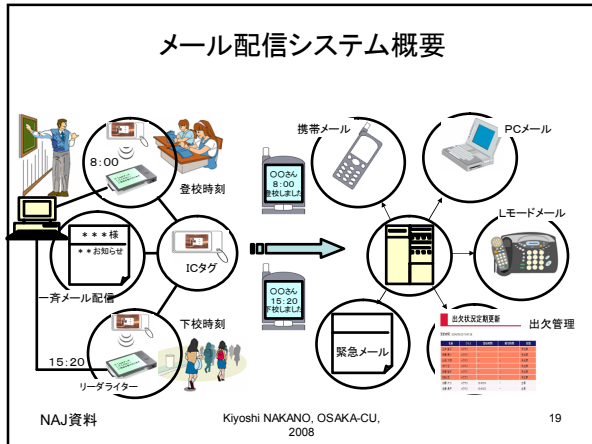 メール配信システム概要
8:00
登校時刻
***様
**お知らせ
一斉メール配信
ICタグ
下校時刻
15:20
リーダライター
○○さん
8:00
登校しました
○○さん
15:20
下校しました
携帯メール
PCメール
Lモードメール
緊急メール
出欠状況定期更新
出欠管理
NAJ資料
Kiyoshi NAKANO, OSAKA-CU,
2008
19